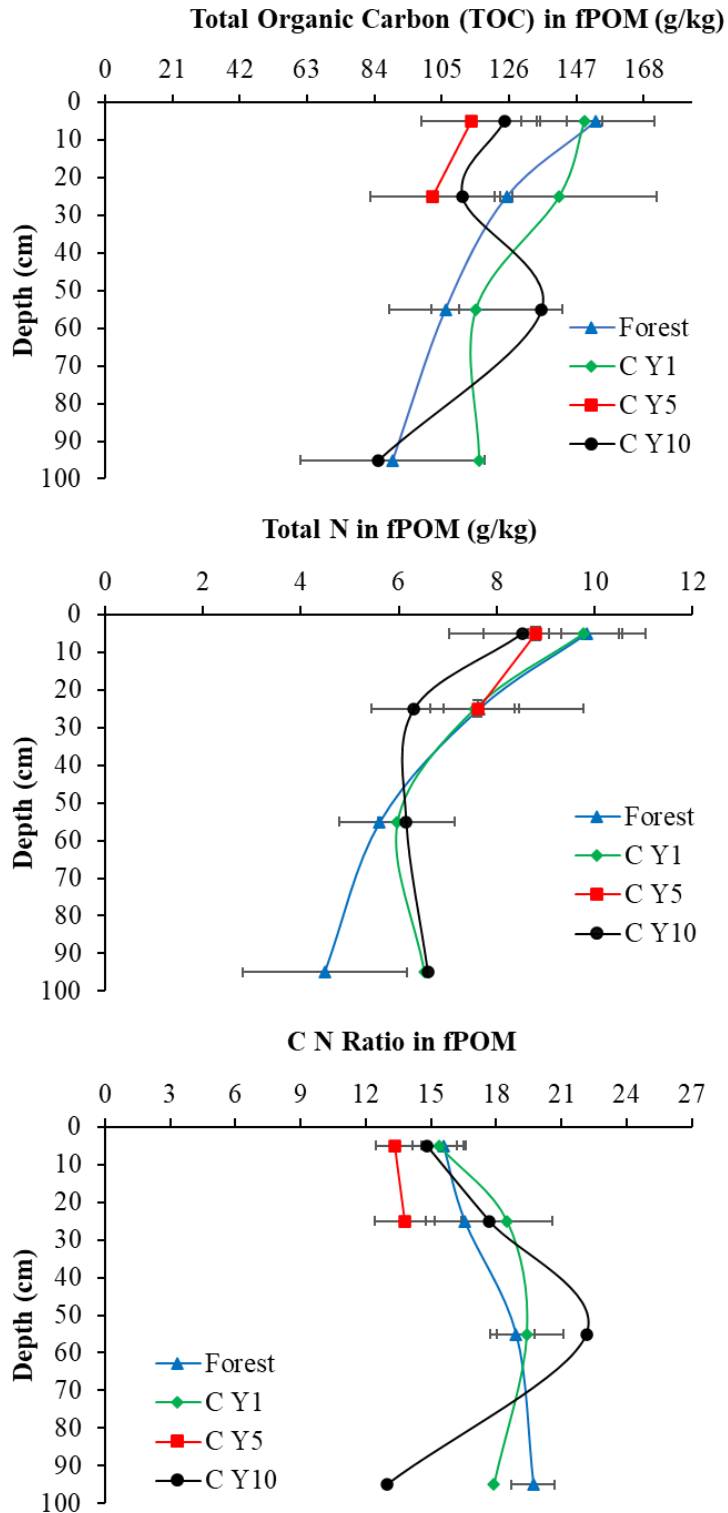 Total Organic Carbon (TOC) in fPOM (g/kg)
0 21 42 63 84 105 126 147 168
0
10
20
30
40
50
60
70
80
90
100
Depth (cm)
Forest
C Y1
C Y5
C Y10
Total N in fPOM (g/kg)
0 2 4 6 8 10 12
0
10
20
30
40
50
60
70
80
90
100
Depth (cm)
Forest
C Y1
C Y5
C Y10
C N Ratio in fPOM
0 3 6 9 12 15 18 21 24 27
0
10
20
30
40
50
60
70
80
90
100
Depth (cm)
Forest
C Y1
C Y5
C Y10